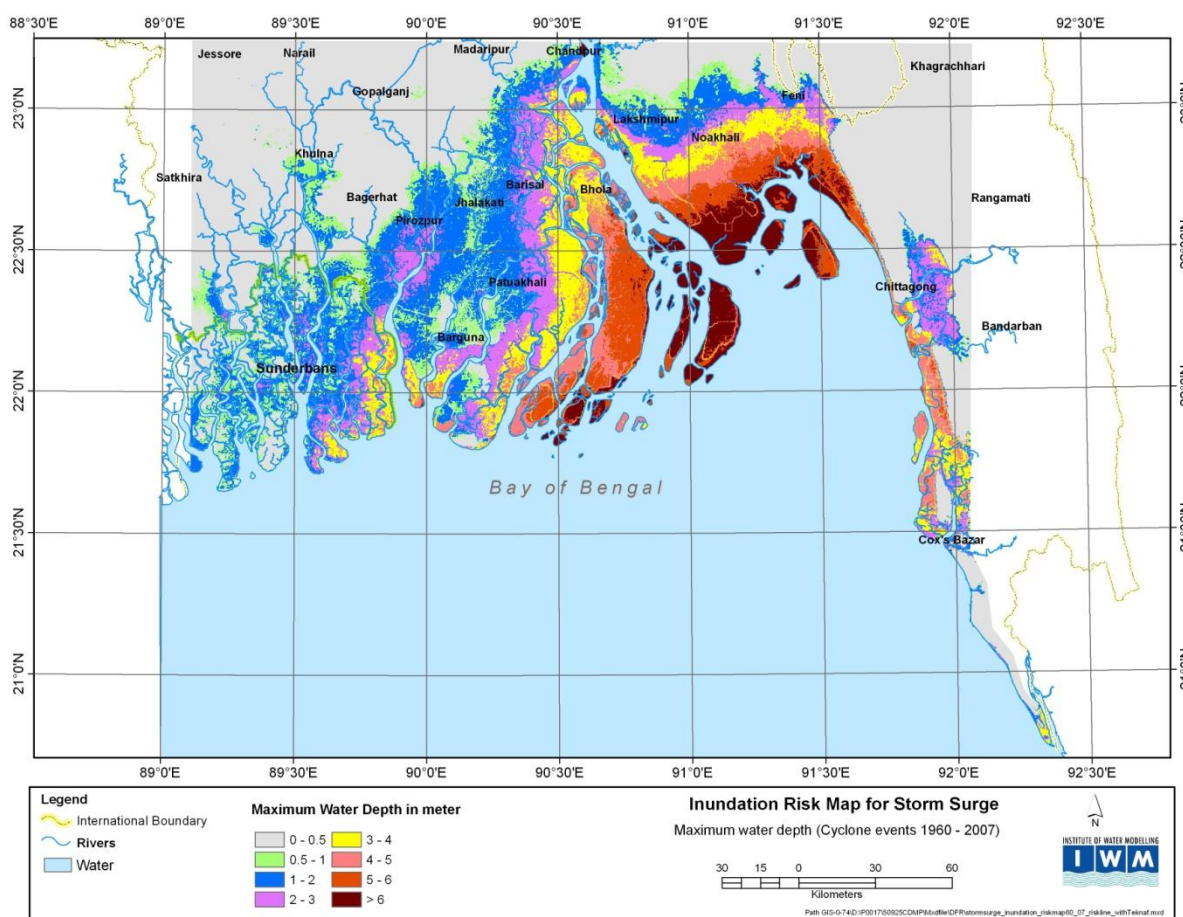 88°30'E 89°0'E 89°30'E 90°0'E 90°30'E 91°0'E 91°30'E 92°0'E 92°30'E
Jessore
Narail
Madaripur
Chandpur
Khagrachhari
Gopalganj
Feni
23°0'N
Lakshmipur
Noakhali
Khulna
Satkhira
Barisal
Bhola
Bagerhat
Jhalakati
Rangamati
Pirozpur
22°30'N
Patuakhali
Chittagong
Bandarban
Barguna
Sunderbans
22°0'N
Bay of Bengal
21°30'N
Cox's Bazar
21°0'N
89°0'E 89°30'E 90°0'E 90°30'E 91°0'E 91°30'E 92°0'E 92°30'E
Legend
International Boundary
Rivers
Water
Maximum Water Depth in meter
0 - 0.5
0.5 - 1
1 - 2
2 - 3
3 - 4
4 - 5
5 - 6
>6
Inundation Risk Map for Storm Surge
Maximum water depth (Cyclone events 1960 - 2007)
30 15 0 30 60
Kilometers
N
INSTITUTE OF WATER MODELLING
IWM